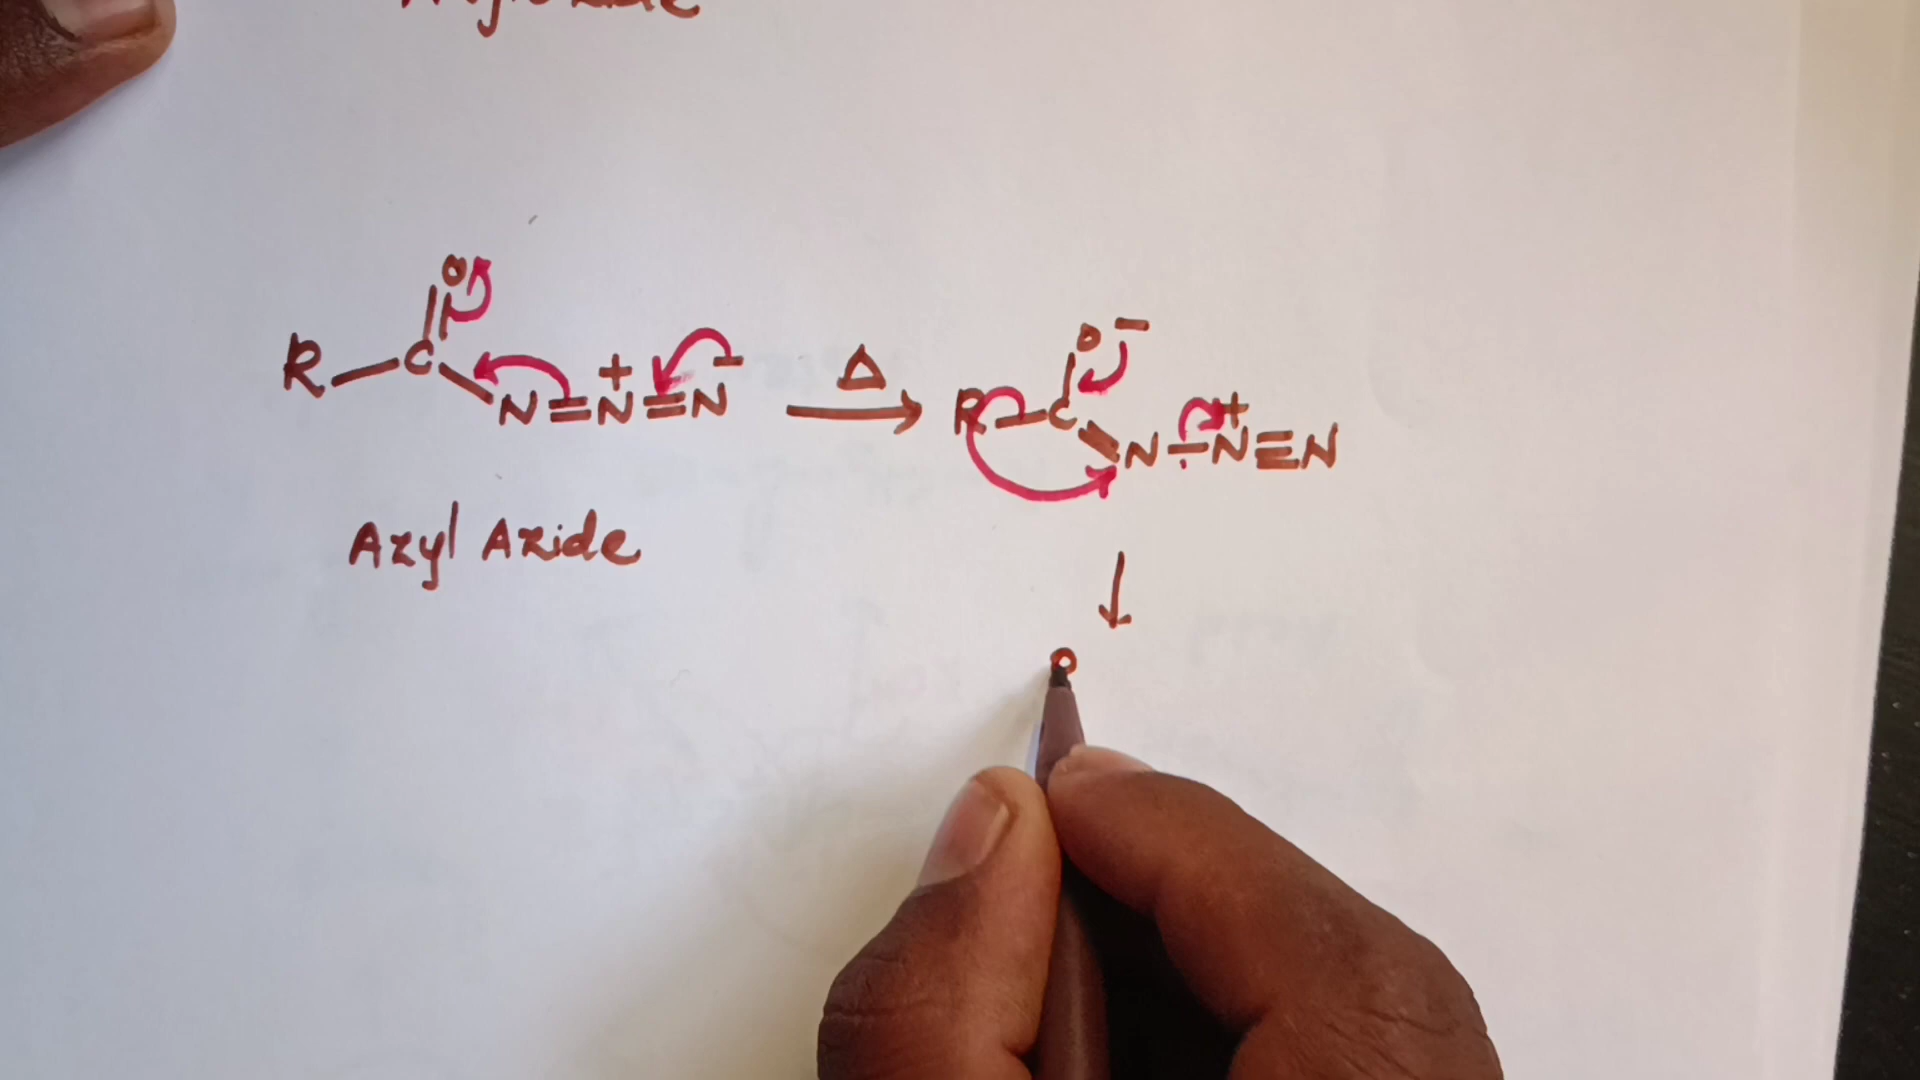 R—C(=O)—N=N⁺=N⁻ —Δ→ R—C(—O⁻)=N—N⁺≡N
Azyl Azide
↓
O